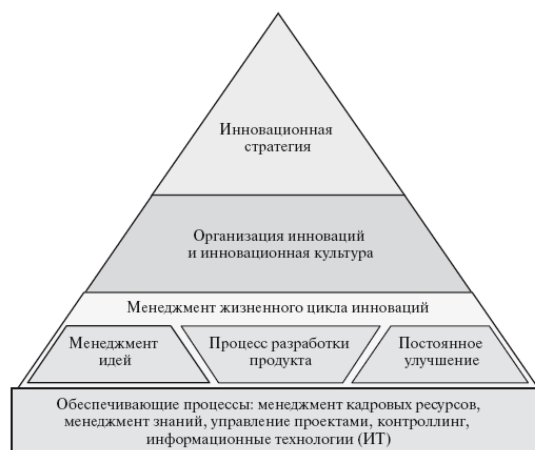 Инновационная
стратегия
Организация инноваций
и инновационная культура
Менеджмент жизненного цикла инноваций
Менеджмент
идей
Процесс разработки
продукта
Постоянное
улучшение
Обеспечивающие процессы: менеджмент кадровых ресурсов,
менеджмент знаний, управление проектами, контроллинг,
информационные технологии (ИТ)